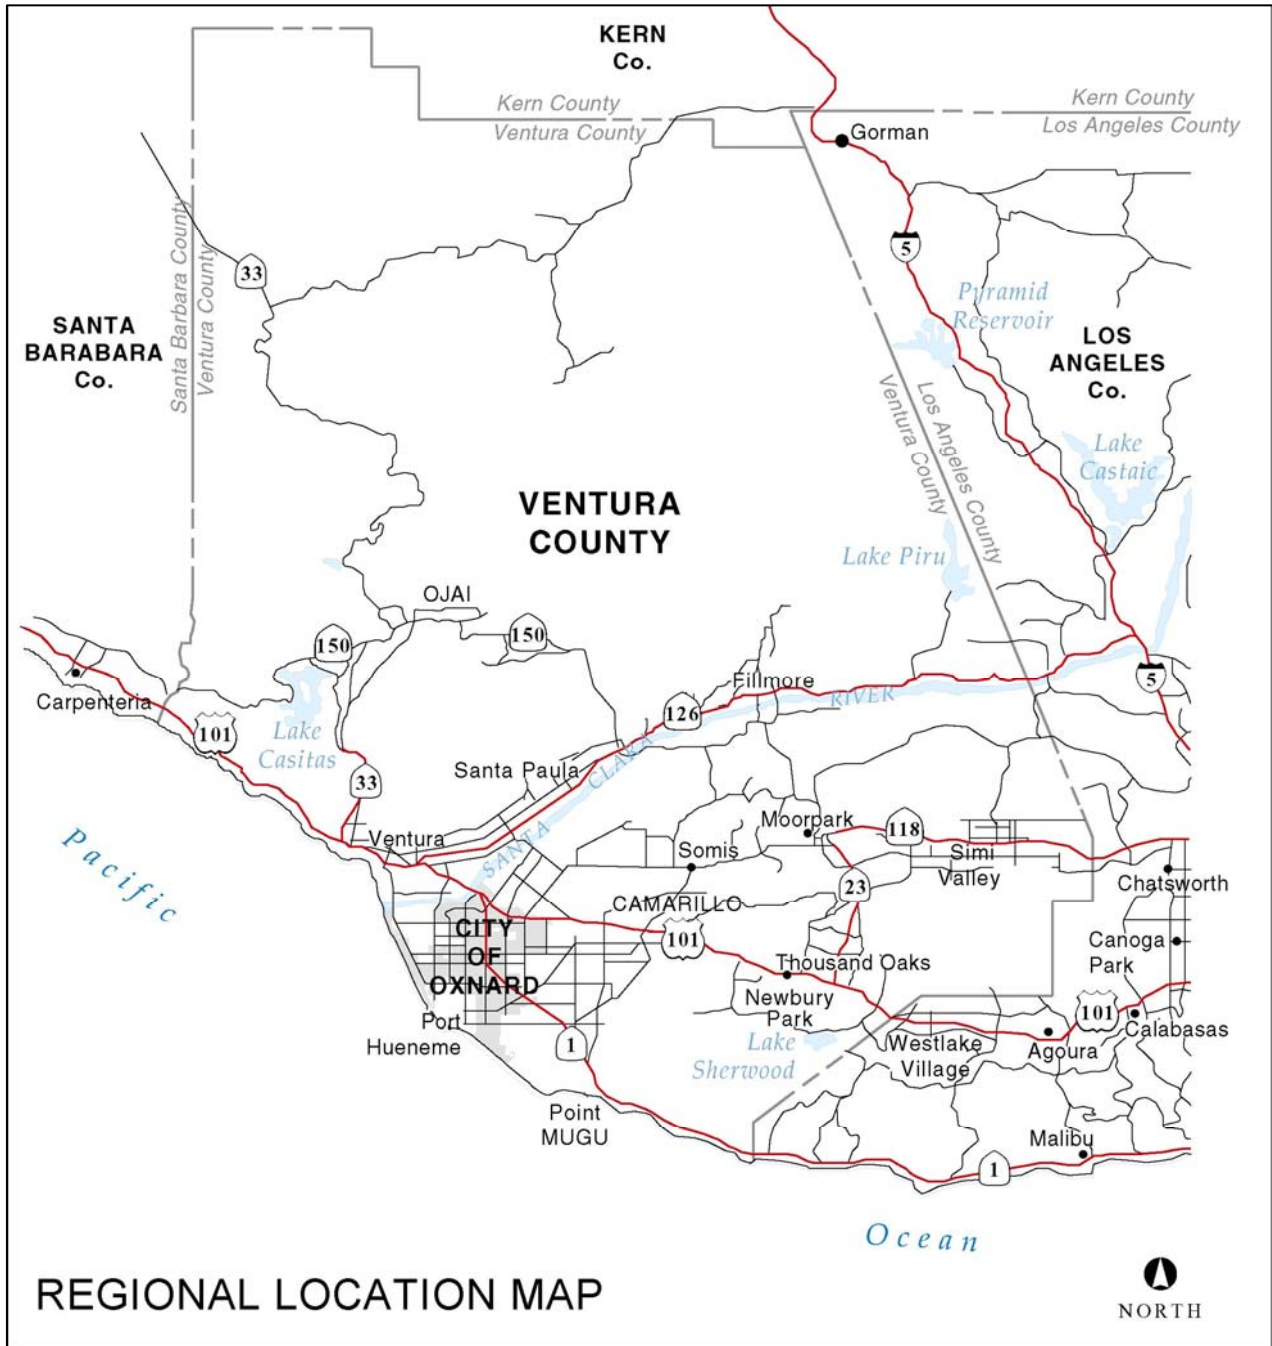 KERN
Co.
Kern County
Ventura County
Kern County
Los Angeles County
Gorman
Santa Barbara County
Ventura County
33
5
Pyramid
Reservoir
SANTA
BARABARA
Co.
LOS
ANGELES
Co.
Los Angeles County
Ventura County
Lake
Castaic
VENTURA
COUNTY
Lake Piru
OJAI
150
150
Carpenteria
101
Lake
Casitas
33
126
Fillmore
5
SANTA CLARA RIVER
Santa Paula
Ventura
Moorpark
118
Somis
Simi
Valley
23
Chatsworth
CAMARILLO
101
CITY
OF
OXNARD
Canoga
Park
Thousand Oaks
Newbury
Park
Port
Hueneme
1
Lake
Sherwood
Westlake
Village
Agoura
101
Calabasas
Point
MUGU
Malibu
1
Pacific
Ocean
REGIONAL LOCATION MAP
NORTH